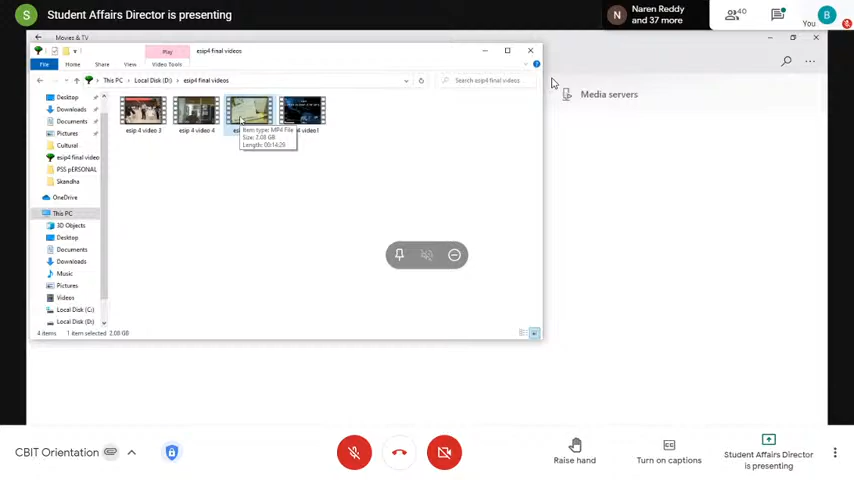 S Student Affairs Director is presenting
N Naren Reddy and 37 more
40
You
B
Movies & TV
Play
esip4 final videos
File Home Share View Video Tools
This PC Local Disk (D:) esip4 final videos
Search esip4 final videos
Media servers
Desktop
Downloads
Documents
Pictures
Cultural
esip4 final video
PSS pERSONAL
Skandha
OneDrive
This PC
3D Objects
Desktop
Documents
Downloads
Music
Pictures
Videos
Local Disk (C:)
Local Disk (D:)
esip 4 video 3
esip 4 video 4
Item type: MP4 File
Size: 2.08 GB
Length: 00:14:29
4 items 1 item selected 2.08 GB
CBIT Orientation
Raise hand
Turn on captions
Student Affairs Director
is presenting